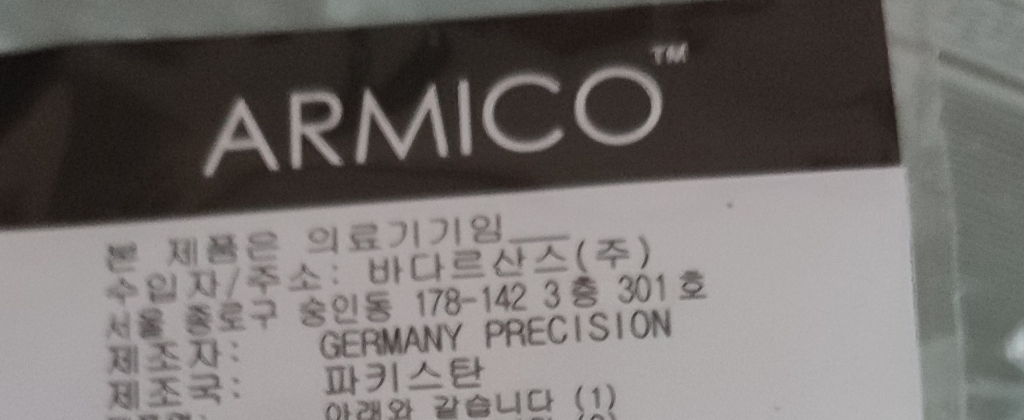 ARMICO™
본 제품은 의료기기임
수입자/주소: 바다르산스(주)
서울 종로구 숭인동 178-142 3층 301호
제조자: GERMANY PRECISION
제조국: 파키스탄
아래와 같습니다 (1)